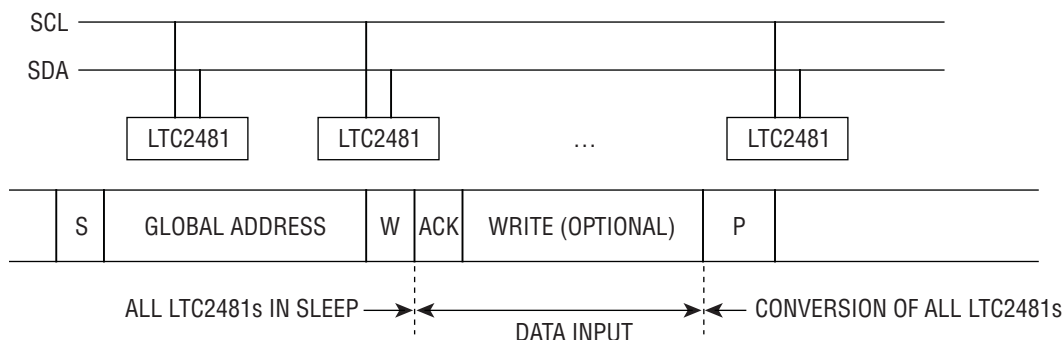 SCL
SDA
LTC2481 LTC2481 ... LTC2481
S GLOBAL ADDRESS W ACK WRITE (OPTIONAL) P
ALL LTC2481s IN SLEEP DATA INPUT CONVERSION OF ALL LTC2481s